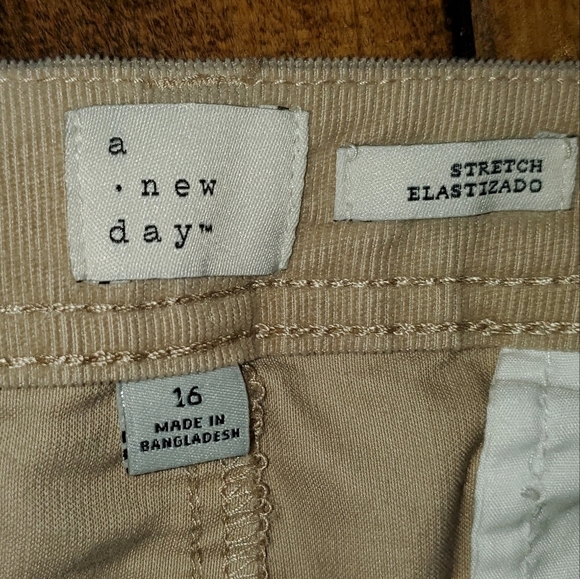 a
· new
day™
STRETCH
ELASTIZADO
16
MADE IN
BANGLADESH